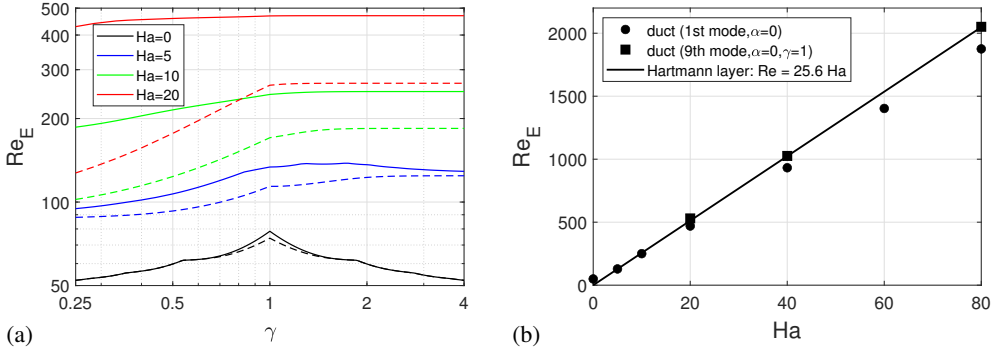 500
400
300
200
100
50
Re_E
Ha=0
Ha=5
Ha=10
Ha=20
0.25
0.5
1
2
4
γ
(a)
2000
1500
1000
500
0
Re_E
duct (1st mode,α=0)
duct (9th mode,α=0,γ=1)
Hartmann layer: Re = 25.6 Ha
0
20
40
60
80
Ha
(b)